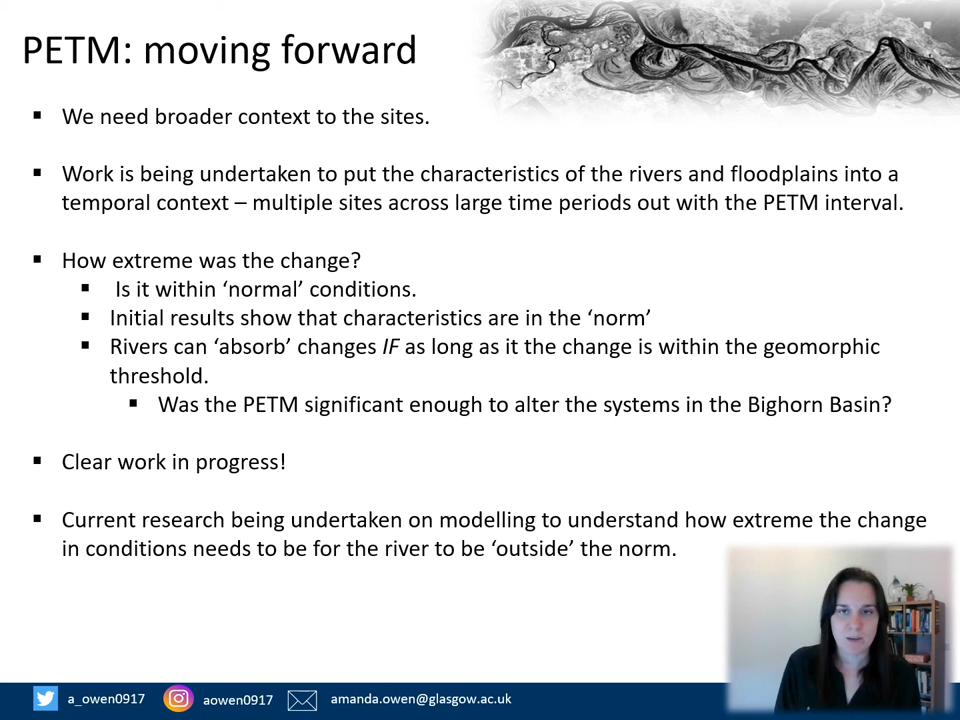 PETM: moving forward
▪ We need broader context to the sites.
▪ Work is being undertaken to put the characteristics of the rivers and floodplains into a
temporal context – multiple sites across large time periods out with the PETM interval.
▪ How extreme was the change?
▪ Is it within ‘normal’ conditions.
▪ Initial results show that characteristics are in the ‘norm’
▪ Rivers can ‘absorb’ changes IF as long as it the change is within the geomorphic
threshold.
▪ Was the PETM significant enough to alter the systems in the Bighorn Basin?
▪ Clear work in progress!
▪ Current research being undertaken on modelling to understand how extreme the change
in conditions needs to be for the river to be ‘outside’ the norm.
a_owen0917 aowen0917 amanda.owen@glasgow.ac.uk